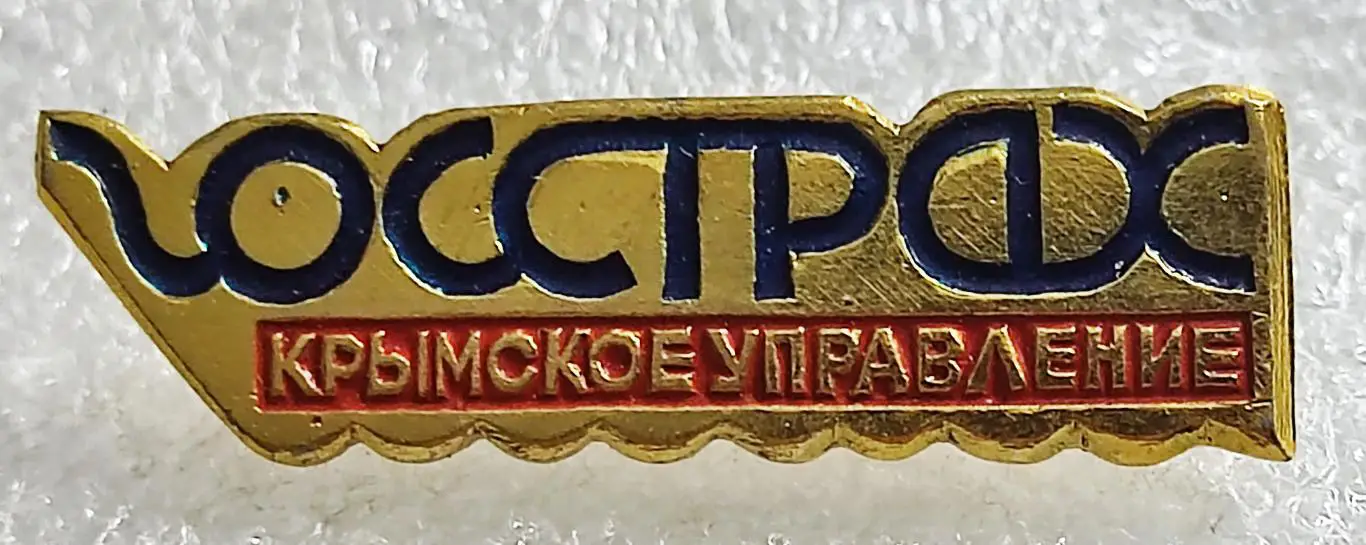 ГОССТРАХ
КРЫМСКОЕ УПРАВЛЕНИЕ